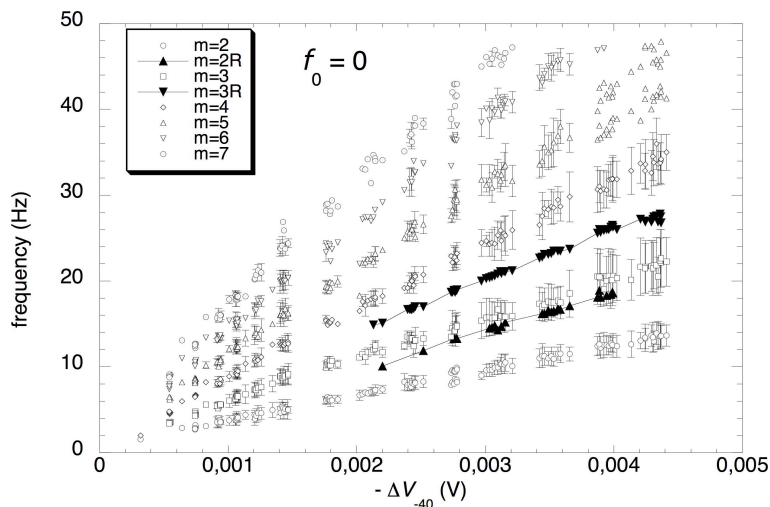 50
40
30
20
10
0
frequency (Hz)
m=2
m=2R
m=3
m=3R
m=4
m=5
m=6
m=7
f0 = 0
0
0,001
0,002
0,003
0,004
0,005
- ΔV-40 (V)